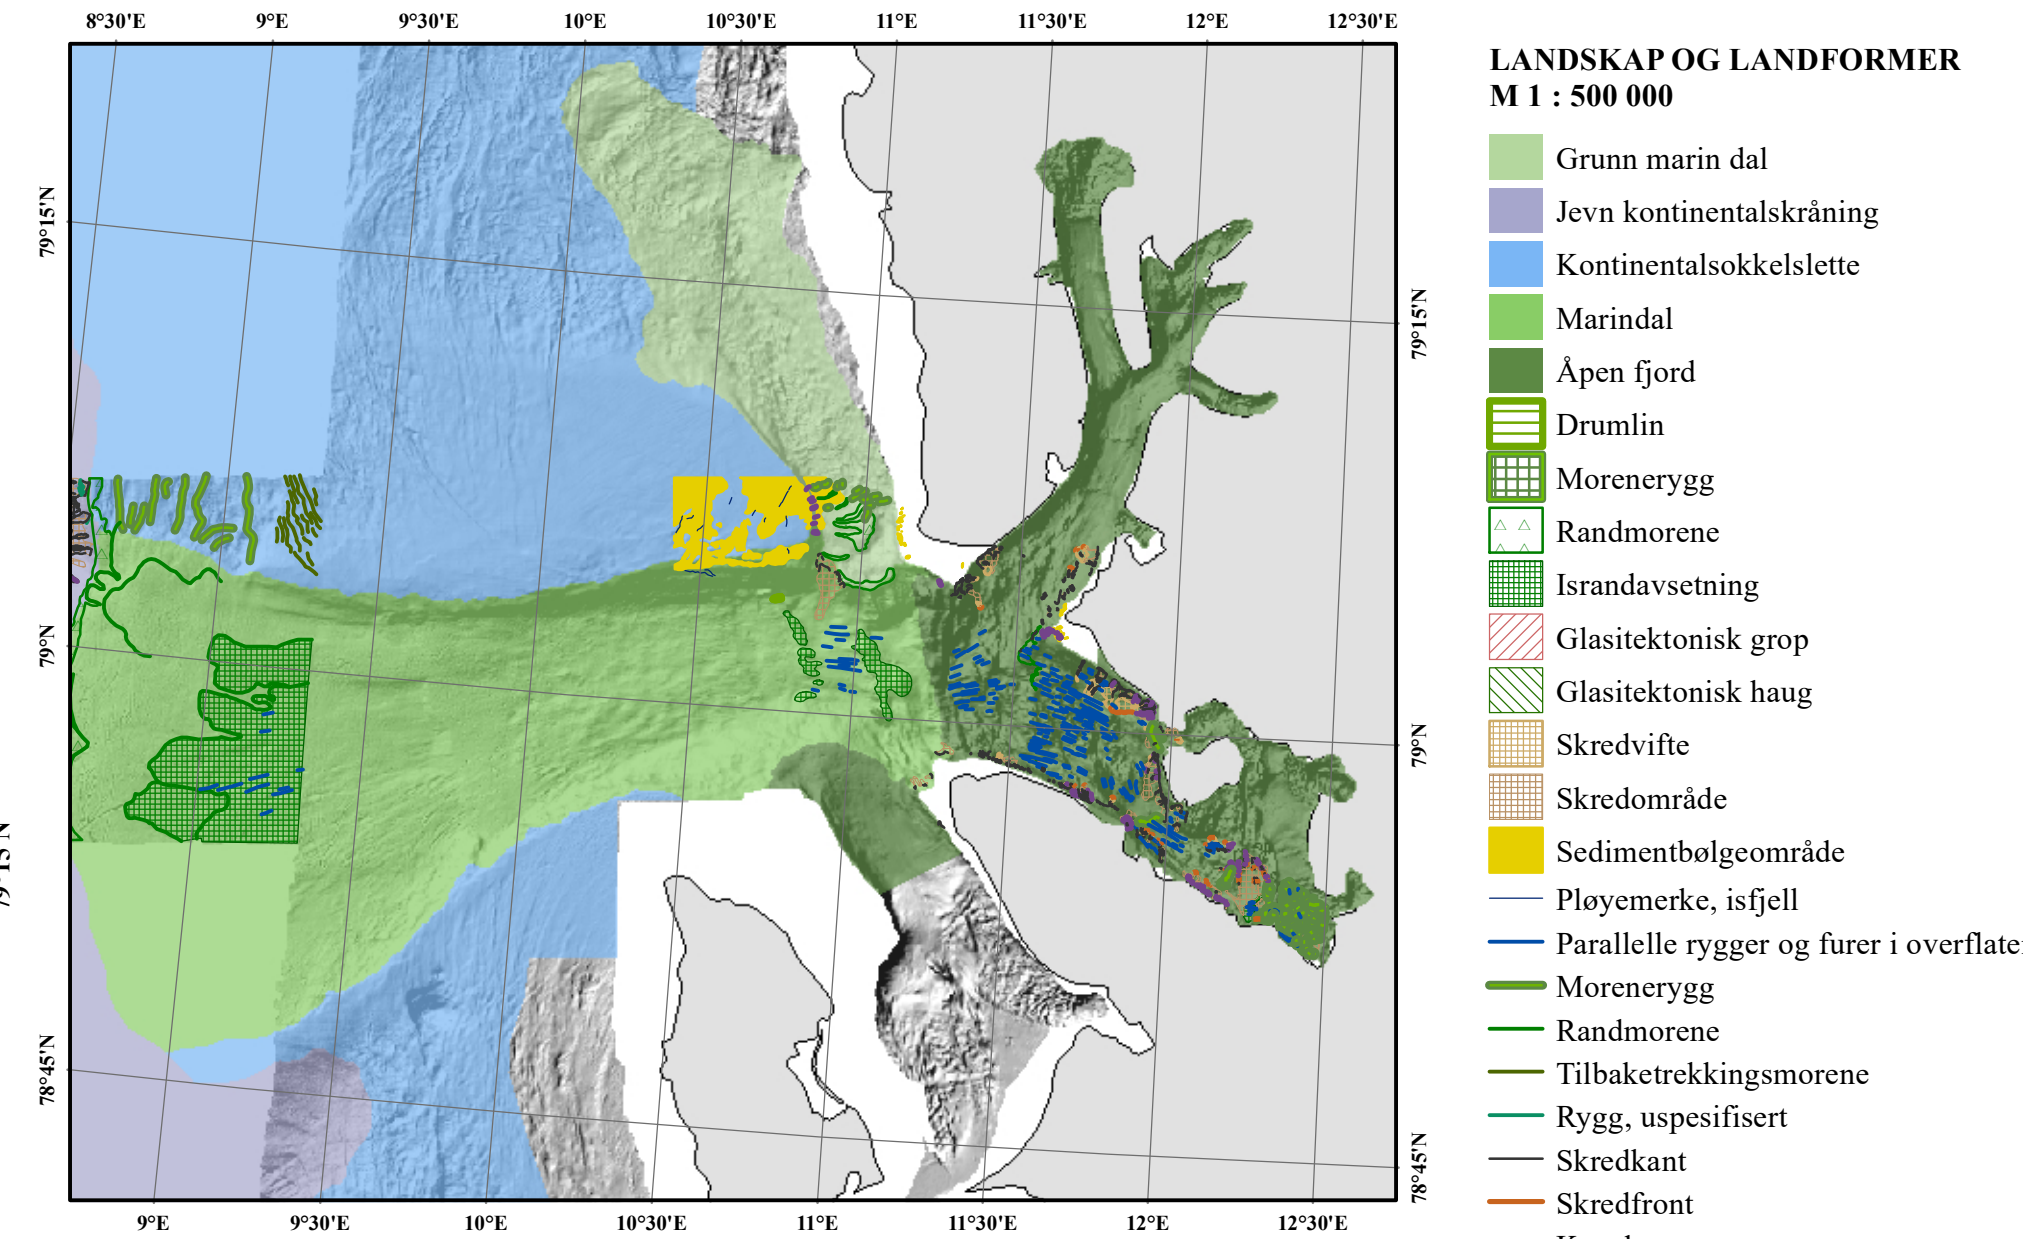 8°30'E 9°E 9°30'E 10°E 10°30'E 11°E 11°30'E 12°E 12°30'E
79°15'N
79°N
78°45'N
79°15'N
79°N
78°45'N
79°15'N
9°E 9°30'E 10°E 10°30'E 11°E 11°30'E 12°E 12°30'E
LANDSKAP OG LANDFORMER
M 1 : 500 000
Grunn marin dal
Jevn kontinentalskråning
Kontinentalsokkelslette
Marindal
Åpen fjord
Drumlin
Morenerygg
Randmorene
Israndavsetning
Glasitektonisk grop
Glasitektonisk haug
Skredvifte
Skredområde
Sedimentbølgeområde
Pløyemerke, isfjell
Parallelle rygger og furer i overflate
Morenerygg
Randmorene
Tilbaketrekkingsmorene
Rygg, uspesifisert
Skredkant
Skredfront